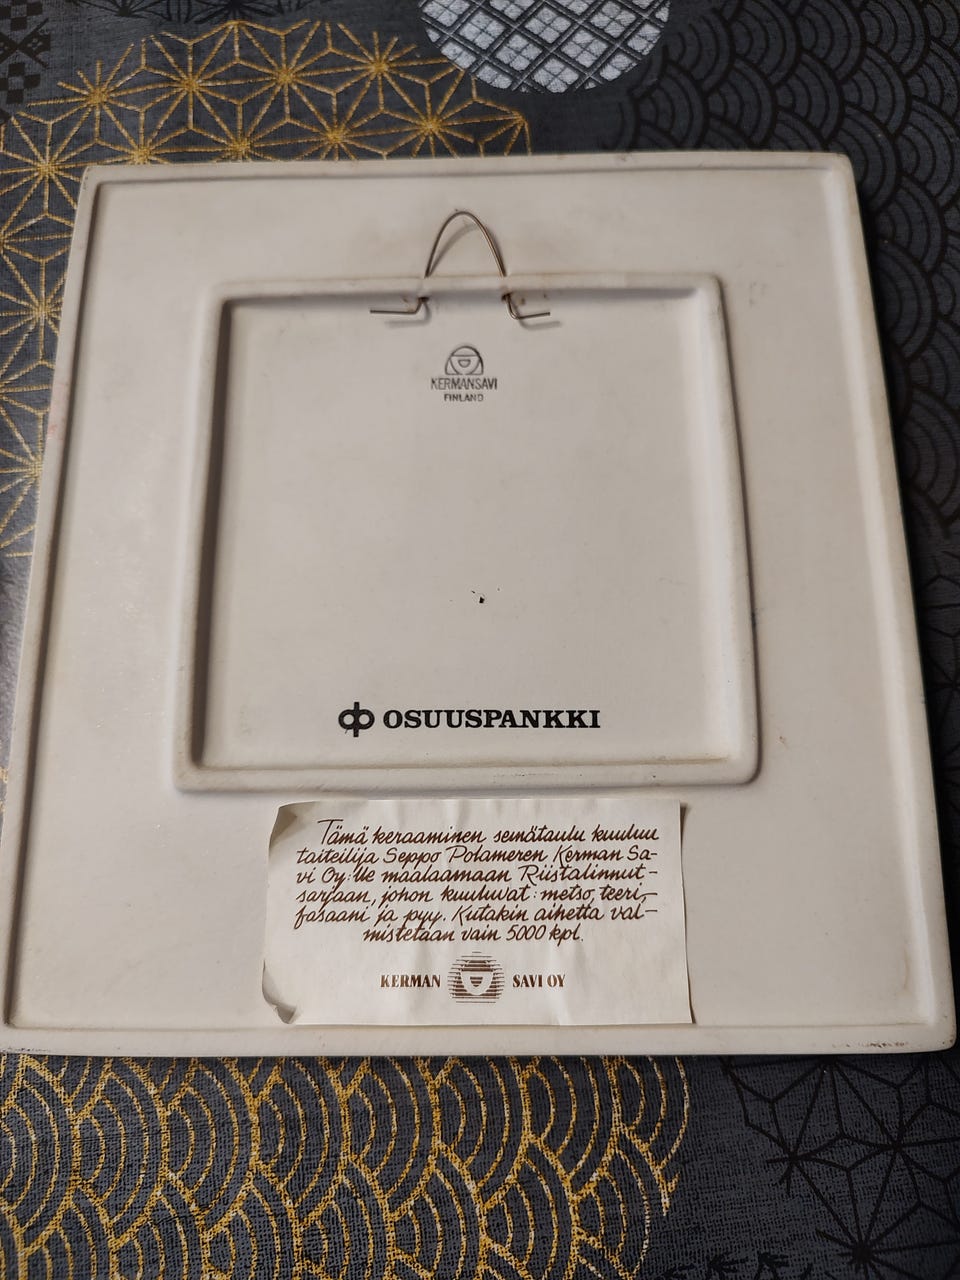 KERMANSAVI
FINLAND
OSUUSPANKKI
Tämä keraaminen seinätaulu kuuluu
taiteilija Seppo Polameren Kerman Sa-
vi Oy:lle maalaamaan Riistalinnut-
sarjaan, johon kuuluvat: metso, teeri,
fasaani ja pyy. Kutakin aihetta val-
mistetaan vain 5000 kpl.
KERMAN SAVI OY